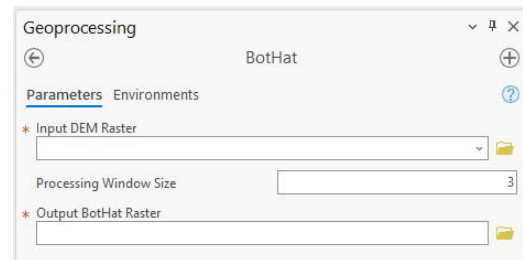 Geoprocessing
BotHat
Parameters Environments
* Input DEM Raster
Processing Window Size 3
* Output BotHat Raster